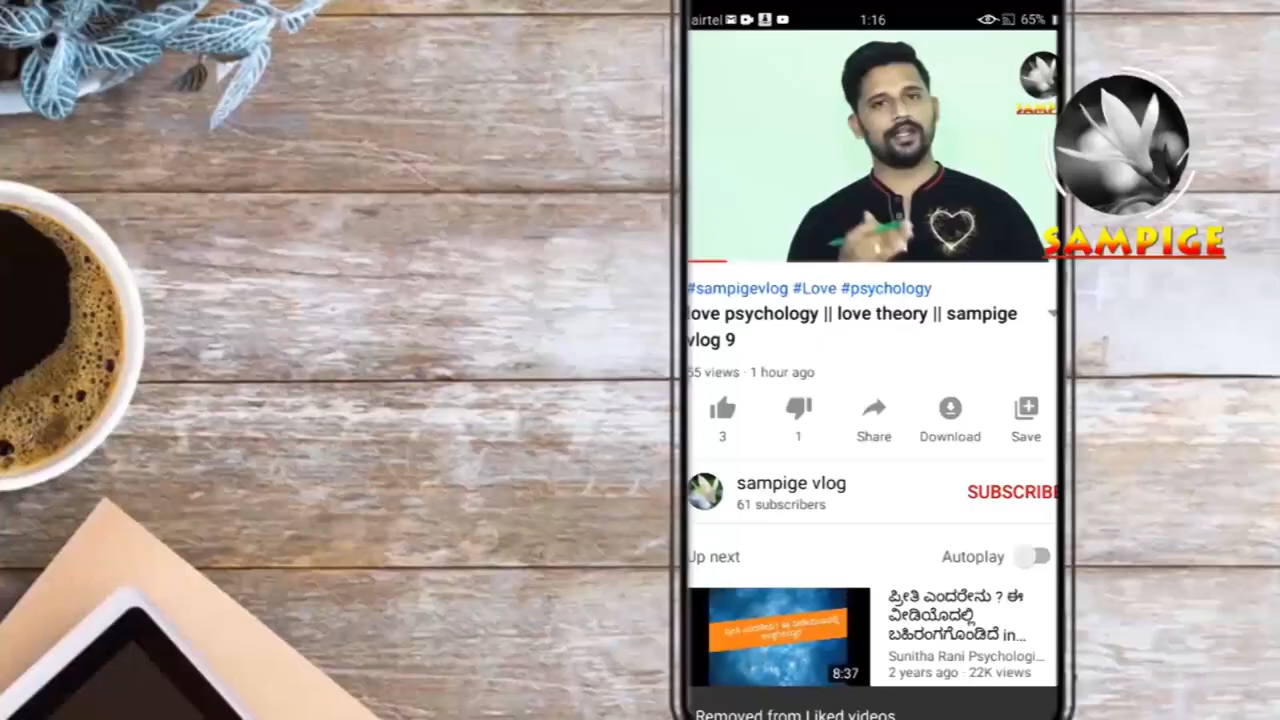 airtel 1:16 65%
SAMPIGE
#sampigevlog #Love #psychology
love psychology || love theory || sampige
vlog 9
55 views · 1 hour ago
3 1 Share Download Save
sampige vlog
61 subscribers
SUBSCRIBE
Up next Autoplay
ಪ್ರೀತಿ ಎಂದರೇನು ? ಈ
ವೀಡಿಯೊದಲ್ಲಿ
ಬಹಿರಂಗಗೊಂಡಿದೆ in...
Sunitha Rani Psychologi...
2 years ago · 22K views
8:37
Removed from Liked videos